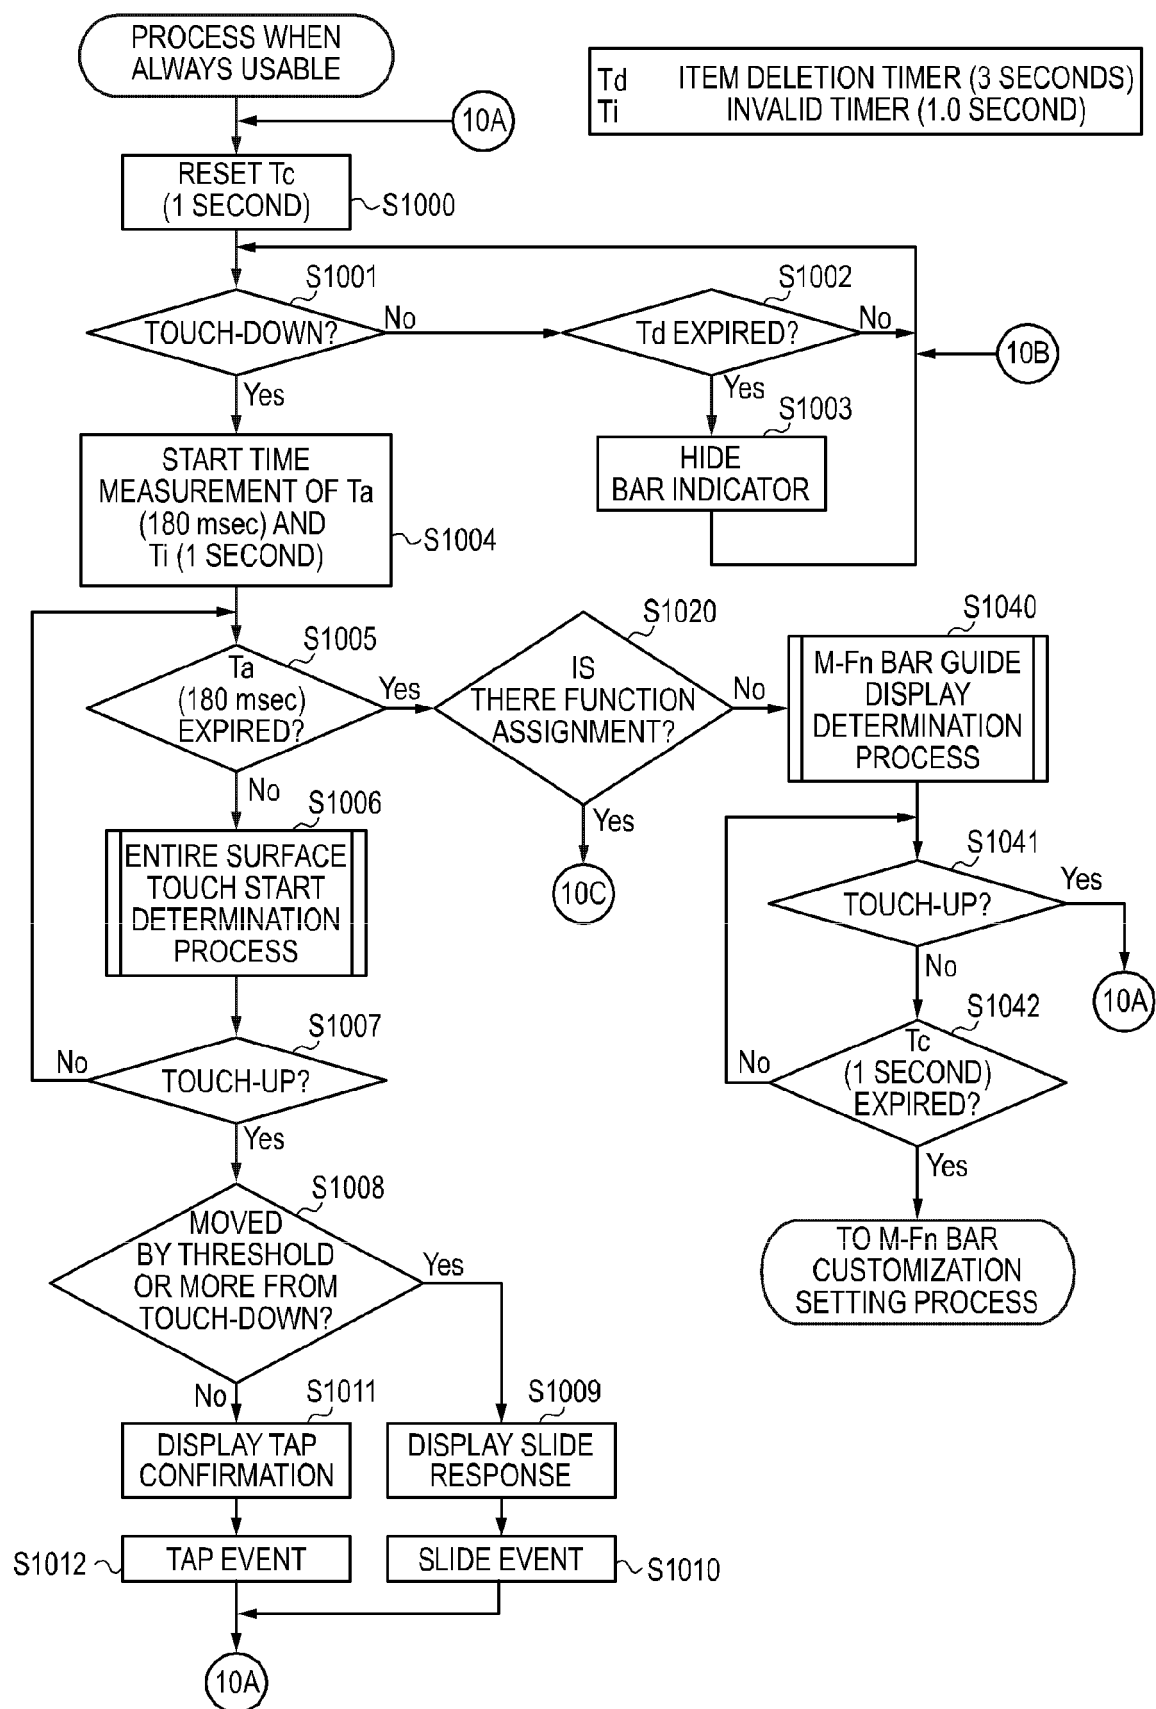 PROCESS WHEN
ALWAYS USABLE
Td ITEM DELETION TIMER (3 SECONDS)
Ti INVALID TIMER (1.0 SECOND)
10A
RESET Tc
(1 SECOND)
S1000
S1001
TOUCH-DOWN?
No
Yes
S1002
Td EXPIRED?
No
Yes
10B
S1003
HIDE
BAR INDICATOR
START TIME
MEASUREMENT OF Ta
(180 msec) AND
Ti (1 SECOND)
S1004
S1005
Ta
(180 msec)
EXPIRED?
Yes
No
S1020
IS
THERE FUNCTION
ASSIGNMENT?
No
Yes
10C
S1040
M-Fn BAR GUIDE
DISPLAY
DETERMINATION
PROCESS
S1006
ENTIRE SURFACE
TOUCH START
DETERMINATION
PROCESS
S1041
TOUCH-UP?
Yes
No
10A
S1007
TOUCH-UP?
No
Yes
S1042
Tc
(1 SECOND)
EXPIRED?
No
Yes
TO M-Fn BAR
CUSTOMIZATION
SETTING PROCESS
S1008
MOVED
BY THRESHOLD
OR MORE FROM
TOUCH-DOWN?
Yes
No
S1011
DISPLAY TAP
CONFIRMATION
S1009
DISPLAY SLIDE
RESPONSE
S1012
TAP EVENT
SLIDE EVENT
S1010
10A